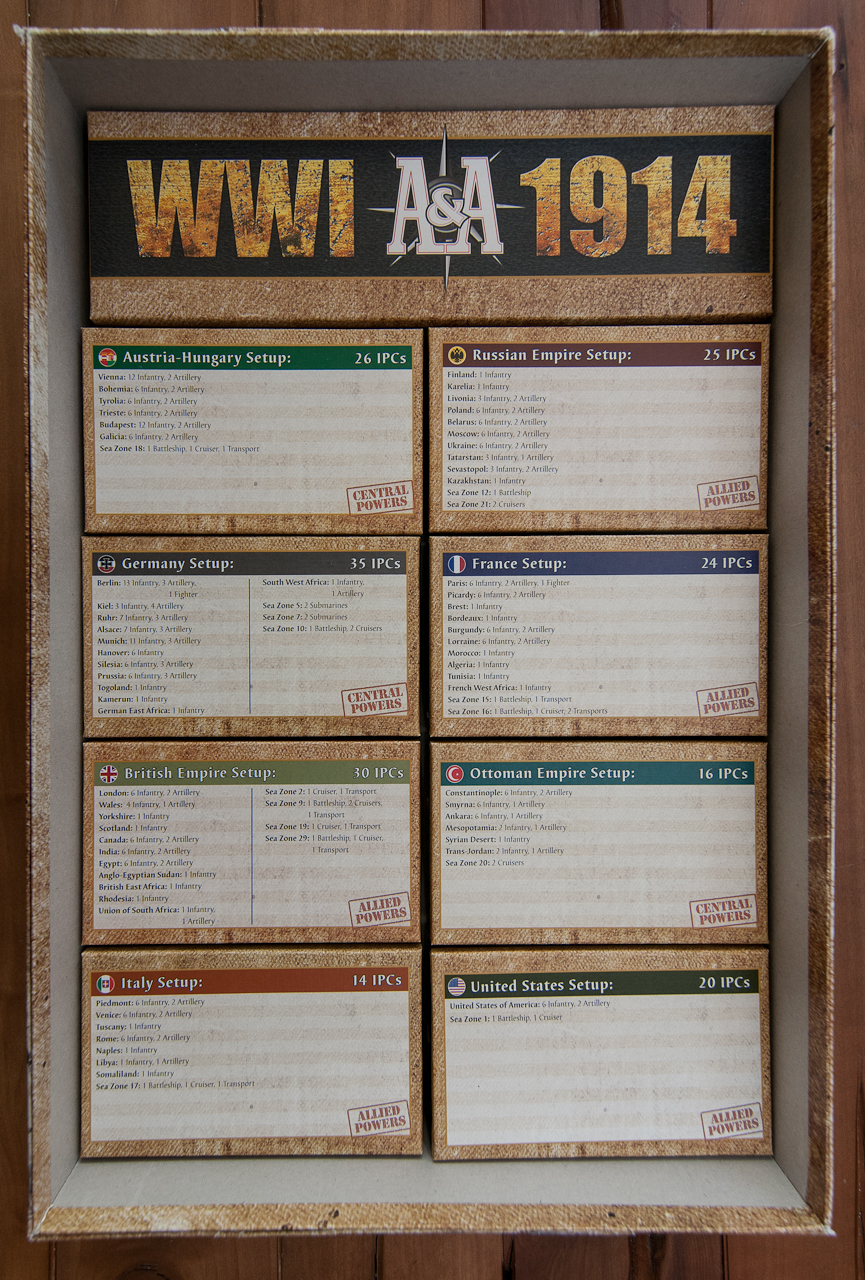 WWI A&A 1914
Austria-Hungary Setup: 26 IPCs
Vienna: 12 Infantry, 2 Artillery
Bohemia: 6 Infantry, 2 Artillery
Tyrolia: 6 Infantry, 2 Artillery
Trieste: 6 Infantry, 2 Artillery
Budapest: 12 Infantry, 2 Artillery
Galicia: 6 Infantry, 2 Artillery
Sea Zone 18: 1 Battleship, 1 Cruiser, 1 Transport
CENTRAL
POWERS
Russian Empire Setup: 25 IPCs
Finland: 1 Infantry
Karelia: 1 Infantry
Livonia: 3 Infantry, 2 Artillery
Poland: 6 Infantry, 2 Artillery
Belarus: 6 Infantry, 2 Artillery
Moscow: 6 Infantry, 2 Artillery
Ukraine: 6 Infantry, 2 Artillery
Tatarstan: 3 Infantry, 1 Artillery
Sevastopol: 3 Infantry, 2 Artillery
Kazakhstan: 1 Infantry
Sea Zone 12: 1 Battleship
Sea Zone 21: 2 Cruisers
ALLIED
POWERS
Germany Setup: 35 IPCs
Berlin: 13 Infantry, 3 Artillery,
1 Fighter
Kiel: 3 Infantry, 4 Artillery
Ruhr: 7 Infantry, 3 Artillery
Alsace: 7 Infantry, 3 Artillery
Munich: 11 Infantry, 3 Artillery
Hanover: 6 Infantry
Silesia: 6 Infantry, 3 Artillery
Prussia: 6 Infantry, 3 Artillery
Togoland: 1 Infantry
Kamerun: 1 Infantry
German East Africa: 1 Infantry
South West Africa: 1 Infantry,
1 Artillery
Sea Zone 5: 2 Submarines
Sea Zone 7: 2 Submarines
Sea Zone 10: 1 Battleship, 2 Cruisers
CENTRAL
POWERS
France Setup: 24 IPCs
Paris: 6 Infantry, 2 Artillery, 1 Fighter
Picardy: 6 Infantry, 2 Artillery
Brest: 1 Infantry
Bordeaux: 1 Infantry
Burgundy: 6 Infantry, 2 Artillery
Lorraine: 6 Infantry, 2 Artillery
Morocco: 1 Infantry
Algeria: 1 Infantry
Tunisia: 1 Infantry
French West Africa: 1 Infantry
Sea Zone 15: 1 Battleship, 1 Transport
Sea Zone 16: 1 Battleship, 1 Cruiser, 2 Transports
ALLIED
POWERS
British Empire Setup: 30 IPCs
London: 6 Infantry, 2 Artillery
Wales: 4 Infantry, 1 Artillery
Yorkshire: 1 Infantry
Scotland: 1 Infantry
Canada: 6 Infantry, 2 Artillery
India: 6 Infantry, 2 Artillery
Egypt: 6 Infantry, 2 Artillery
Anglo-Egyptian Sudan: 1 Infantry
British East Africa: 1 Infantry
Rhodesia: 1 Infantry
Union of South Africa: 1 Infantry,
1 Artillery
Sea Zone 2: 1 Cruiser, 1 Transport
Sea Zone 9: 1 Battleship, 2 Cruisers,
1 Transport
Sea Zone 19: 1 Cruiser, 1 Transport
Sea Zone 29: 1 Battleship, 1 Cruiser,
1 Transport
ALLIED
POWERS
Ottoman Empire Setup: 16 IPCs
Constantinople: 6 Infantry, 2 Artillery
Smyrna: 6 Infantry, 1 Artillery
Ankara: 6 Infantry, 1 Artillery
Mesopotamia: 2 Infantry, 1 Artillery
Syrian Desert: 1 Infantry
Trans-Jordan: 2 Infantry, 1 Artillery
Sea Zone 20: 2 Cruisers
CENTRAL
POWERS
Italy Setup: 14 IPCs
Piedmont: 6 Infantry, 2 Artillery
Venice: 6 Infantry, 2 Artillery
Tuscany: 1 Infantry
Rome: 6 Infantry, 2 Artillery
Naples: 1 Infantry
Libya: 1 Infantry, 1 Artillery
Somaliland: 1 Infantry
Sea Zone 17: 1 Battleship, 1 Cruiser, 1 Transport
ALLIED
POWERS
United States Setup: 20 IPCs
United States of America: 6 Infantry, 2 Artillery
Sea Zone 1: 1 Battleship, 1 Cruiser
ALLIED
POWERS